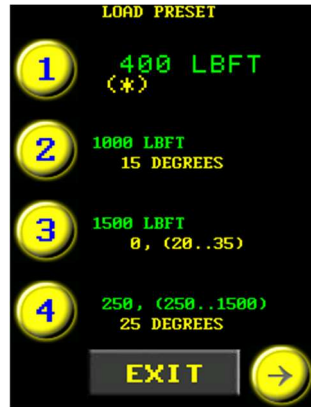 LOAD PRESET
1 400 LBFT
(*)
2 1000 LBFT
15 DEGREES
3 1500 LBFT
0, (20..35)
4 250, (250..1500)
25 DEGREES
EXIT →